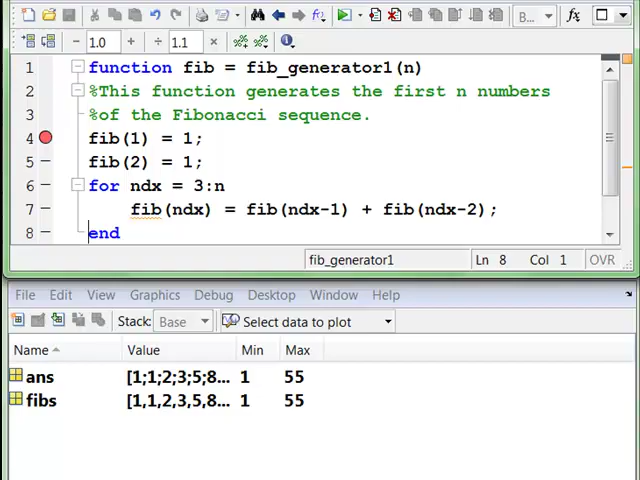 B...
fx
1.0
1.1
1 function fib = fib_generator1(n)
2 %This function generates the first n numbers
3 %of the Fibonacci sequence.
4 fib(1) = 1;
5 fib(2) = 1;
6 for ndx = 3:n
7 fib(ndx) = fib(ndx-1) + fib(ndx-2);
8 end
fib_generator1 Ln 8 Col 1 OVR
File Edit View Graphics Debug Desktop Window Help
Stack: Base Select data to plot
Name Value Min Max
ans [1;1;2;3;5;8... 1 55
fibs [1,1,2,3,5,8... 1 55